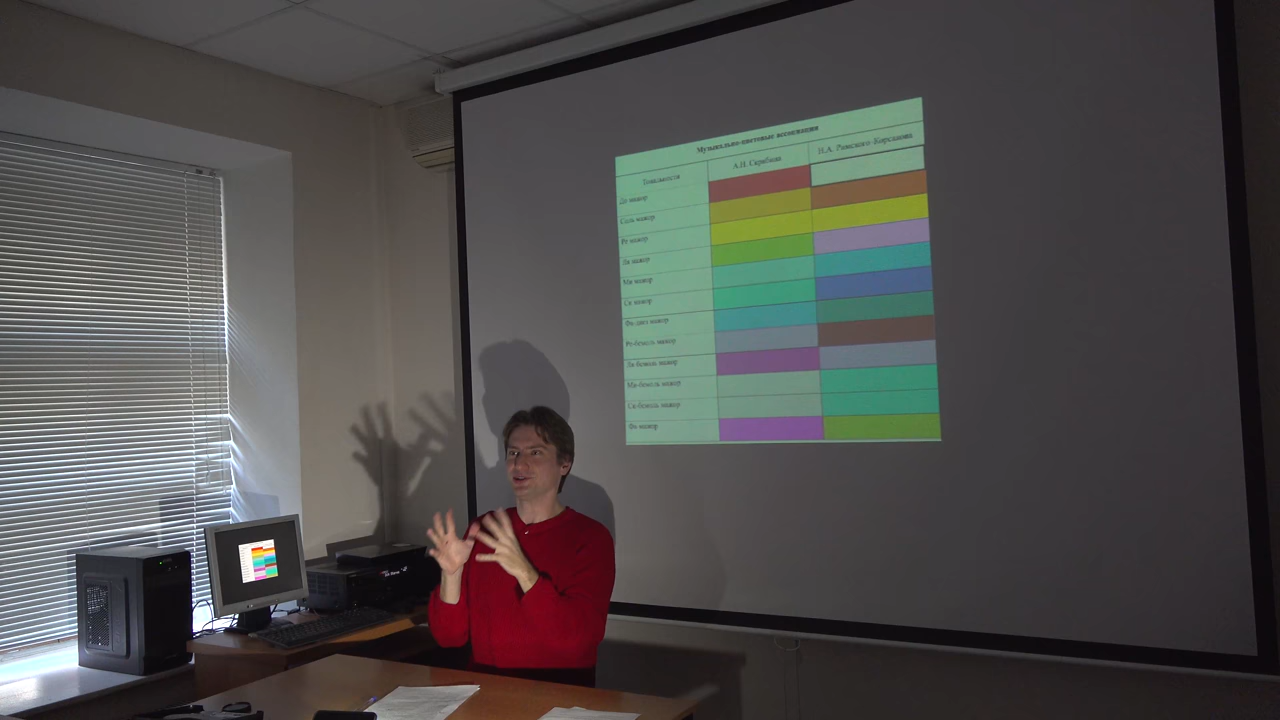 Музыкально-цветовые ассоциации
Тональности
А.Н. Скрябина
Н.А. Римского-Корсакова
До мажор
Соль мажор
Ре мажор
Ля мажор
Ми мажор
Си мажор
Фа-диез мажор
Ре-бемоль мажор
Ля бемоль мажор
Ми-бемоль мажор
Си-бемоль мажор
Фа мажор